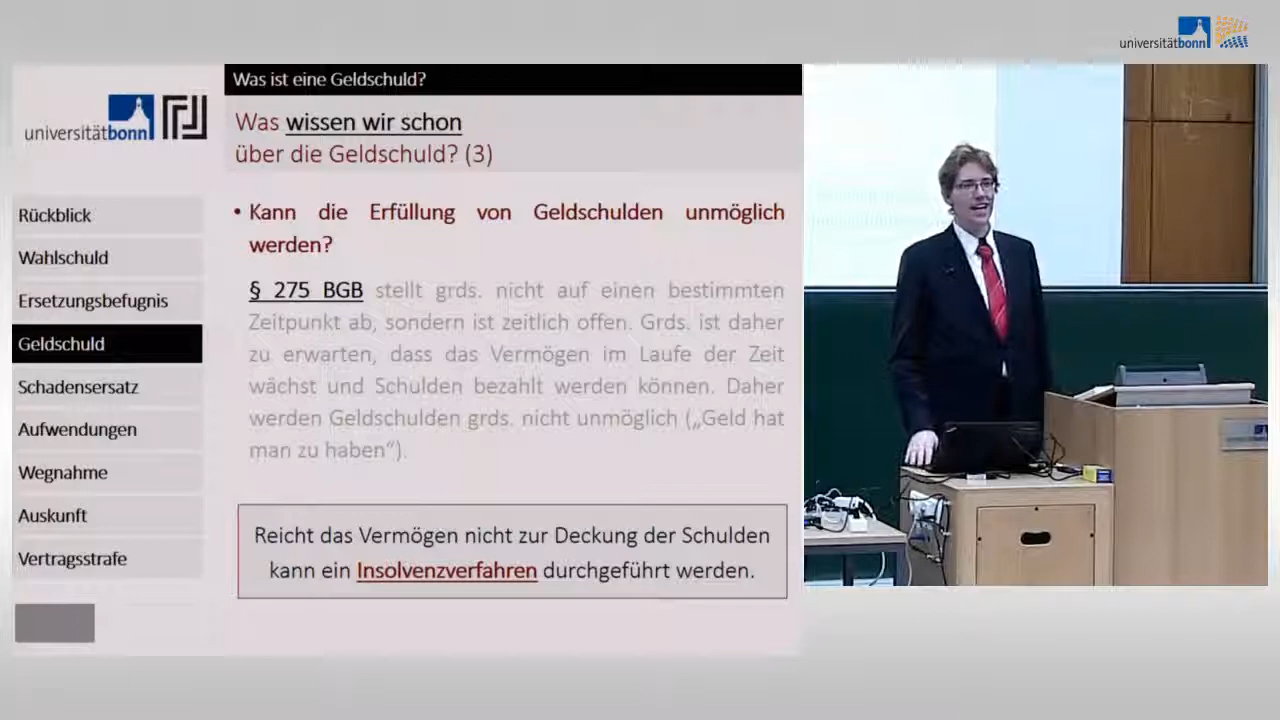 universitätbonn
Was ist eine Geldschuld?
universitätbonn
Was wissen wir schon
über die Geldschuld? (3)
Rückblick
Wahlschuld
Ersetzungsbefugnis
Geldschuld
Schadensersatz
Aufwendungen
Wegnahme
Auskunft
Vertragsstrafe
• Kann die Erfüllung von Geldschulden unmöglich
werden?
§ 275 BGB stellt grds. nicht auf einen bestimmten
Zeitpunkt ab, sondern ist zeitlich offen. Grds. ist daher
zu erwarten, dass das Vermögen im Laufe der Zeit
wächst und Schulden bezahlt werden können. Daher
werden Geldschulden grds. nicht unmöglich („Geld hat
man zu haben“).
Reicht das Vermögen nicht zur Deckung der Schulden
kann ein Insolvenzverfahren durchgeführt werden.